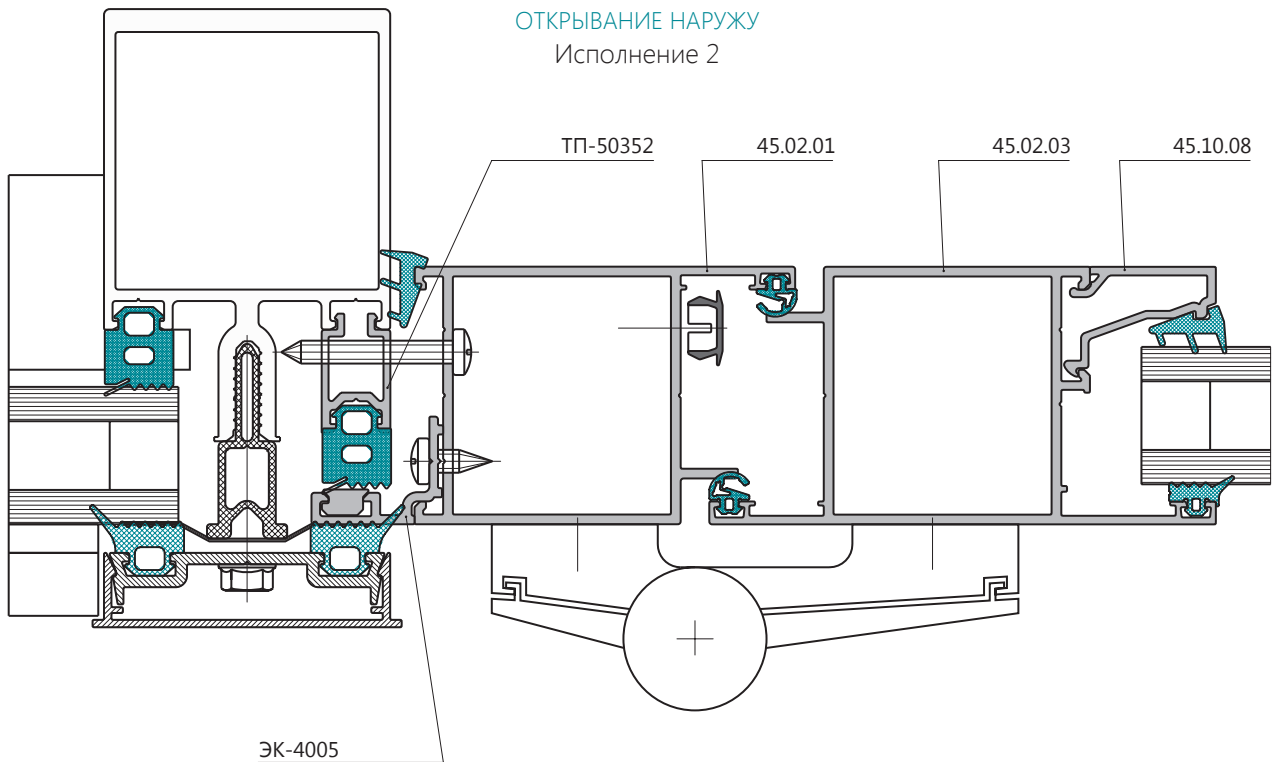 ОТКРЫВАНИЕ НАРУЖУ
Исполнение 2
ТП-50352
45.02.01
45.02.03
45.10.08
ЭК-4005